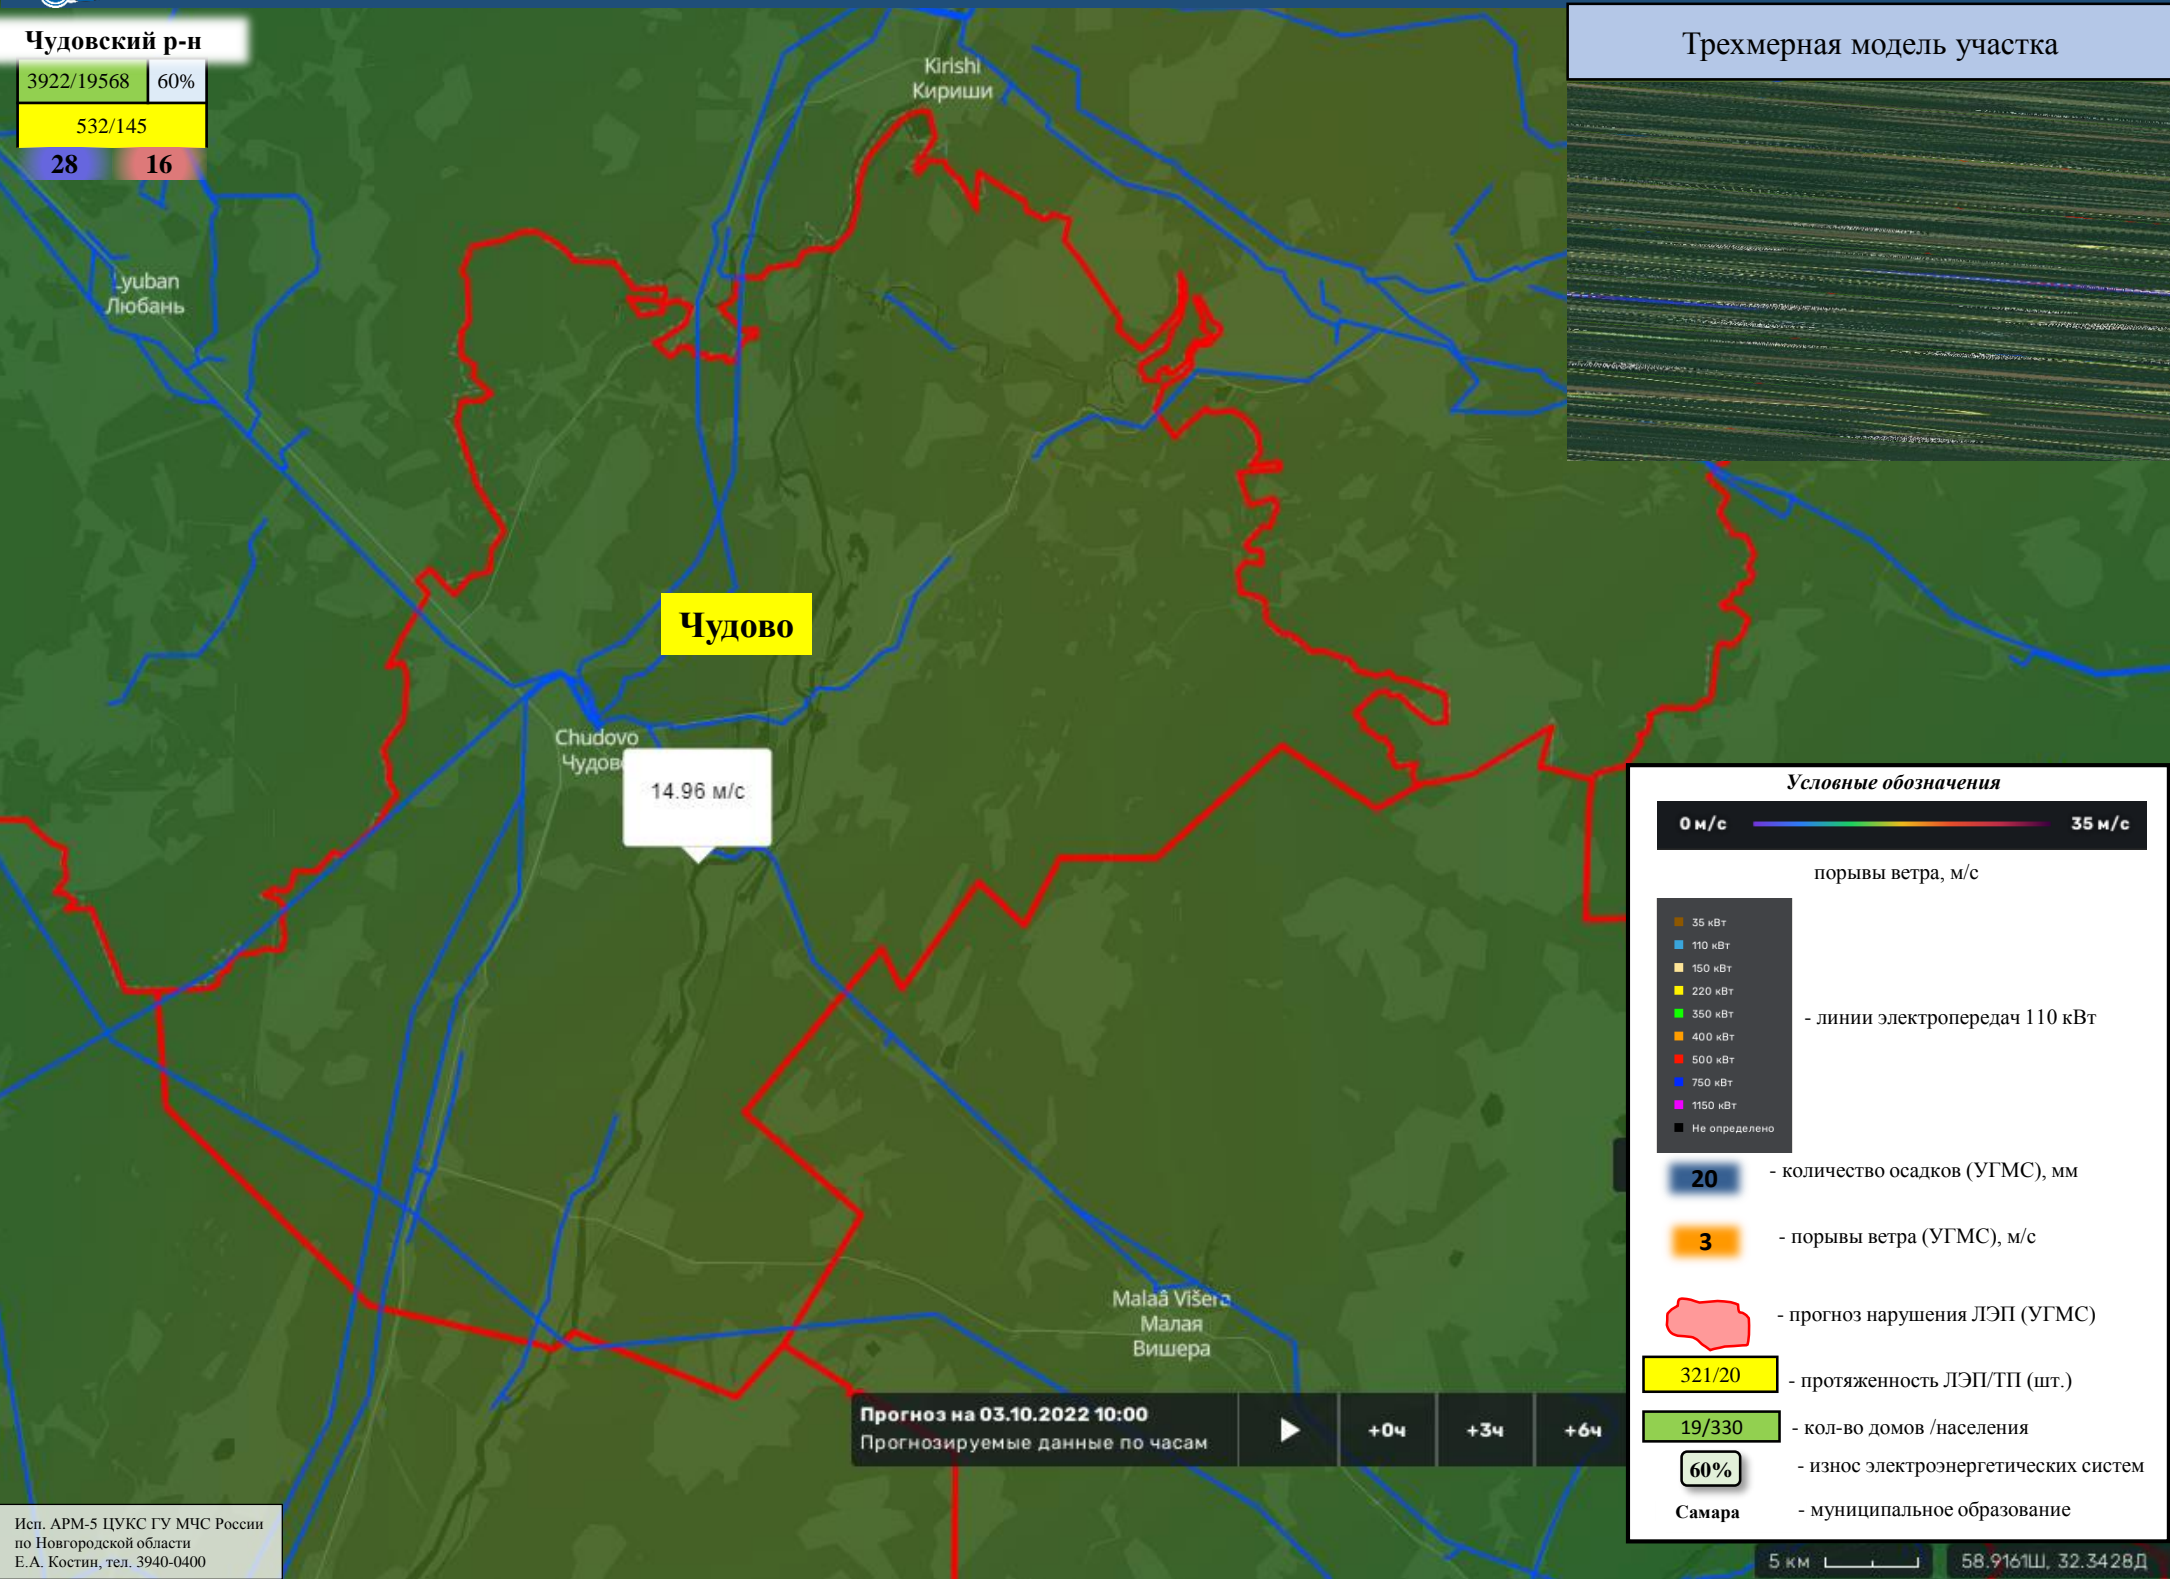 Чудовский р-н
3922/19568 60%
532/145
28 16
Трехмерная модель участка
Kirishi
Кириши
Lyuban
Любань
Чудово
Chudovo
14.96 м/с
Malaâ Višera
Малая
Вишера
Прогноз на 03.10.2022 10:00
Прогнозируемые данные по часам
+0ч +3ч +6ч
Условные обозначения
0 м/с 35 м/с
порывы ветра, м/с
35 кВт
110 кВт
150 кВт
220 кВт
350 кВт
400 кВт
500 кВт
750 кВт
1150 кВт
Не определено
- линии электропередач 110 кВт
20 - количество осадков (УГМС), мм
3 - порывы ветра (УГМС), м/с
- прогноз нарушения ЛЭП (УГМС)
321/20 - протяженность ЛЭП/ТП (шт.)
19/330 - кол-во домов /населения
60% - износ электроэнергетических систем
Самара - муниципальное образование
Исп. АРМ-5 ЦУКС ГУ МЧС России
по Новгородской области
Е.А. Костин, тел. 3940-0400
5 км 58.9161Ш, 32.3428Д